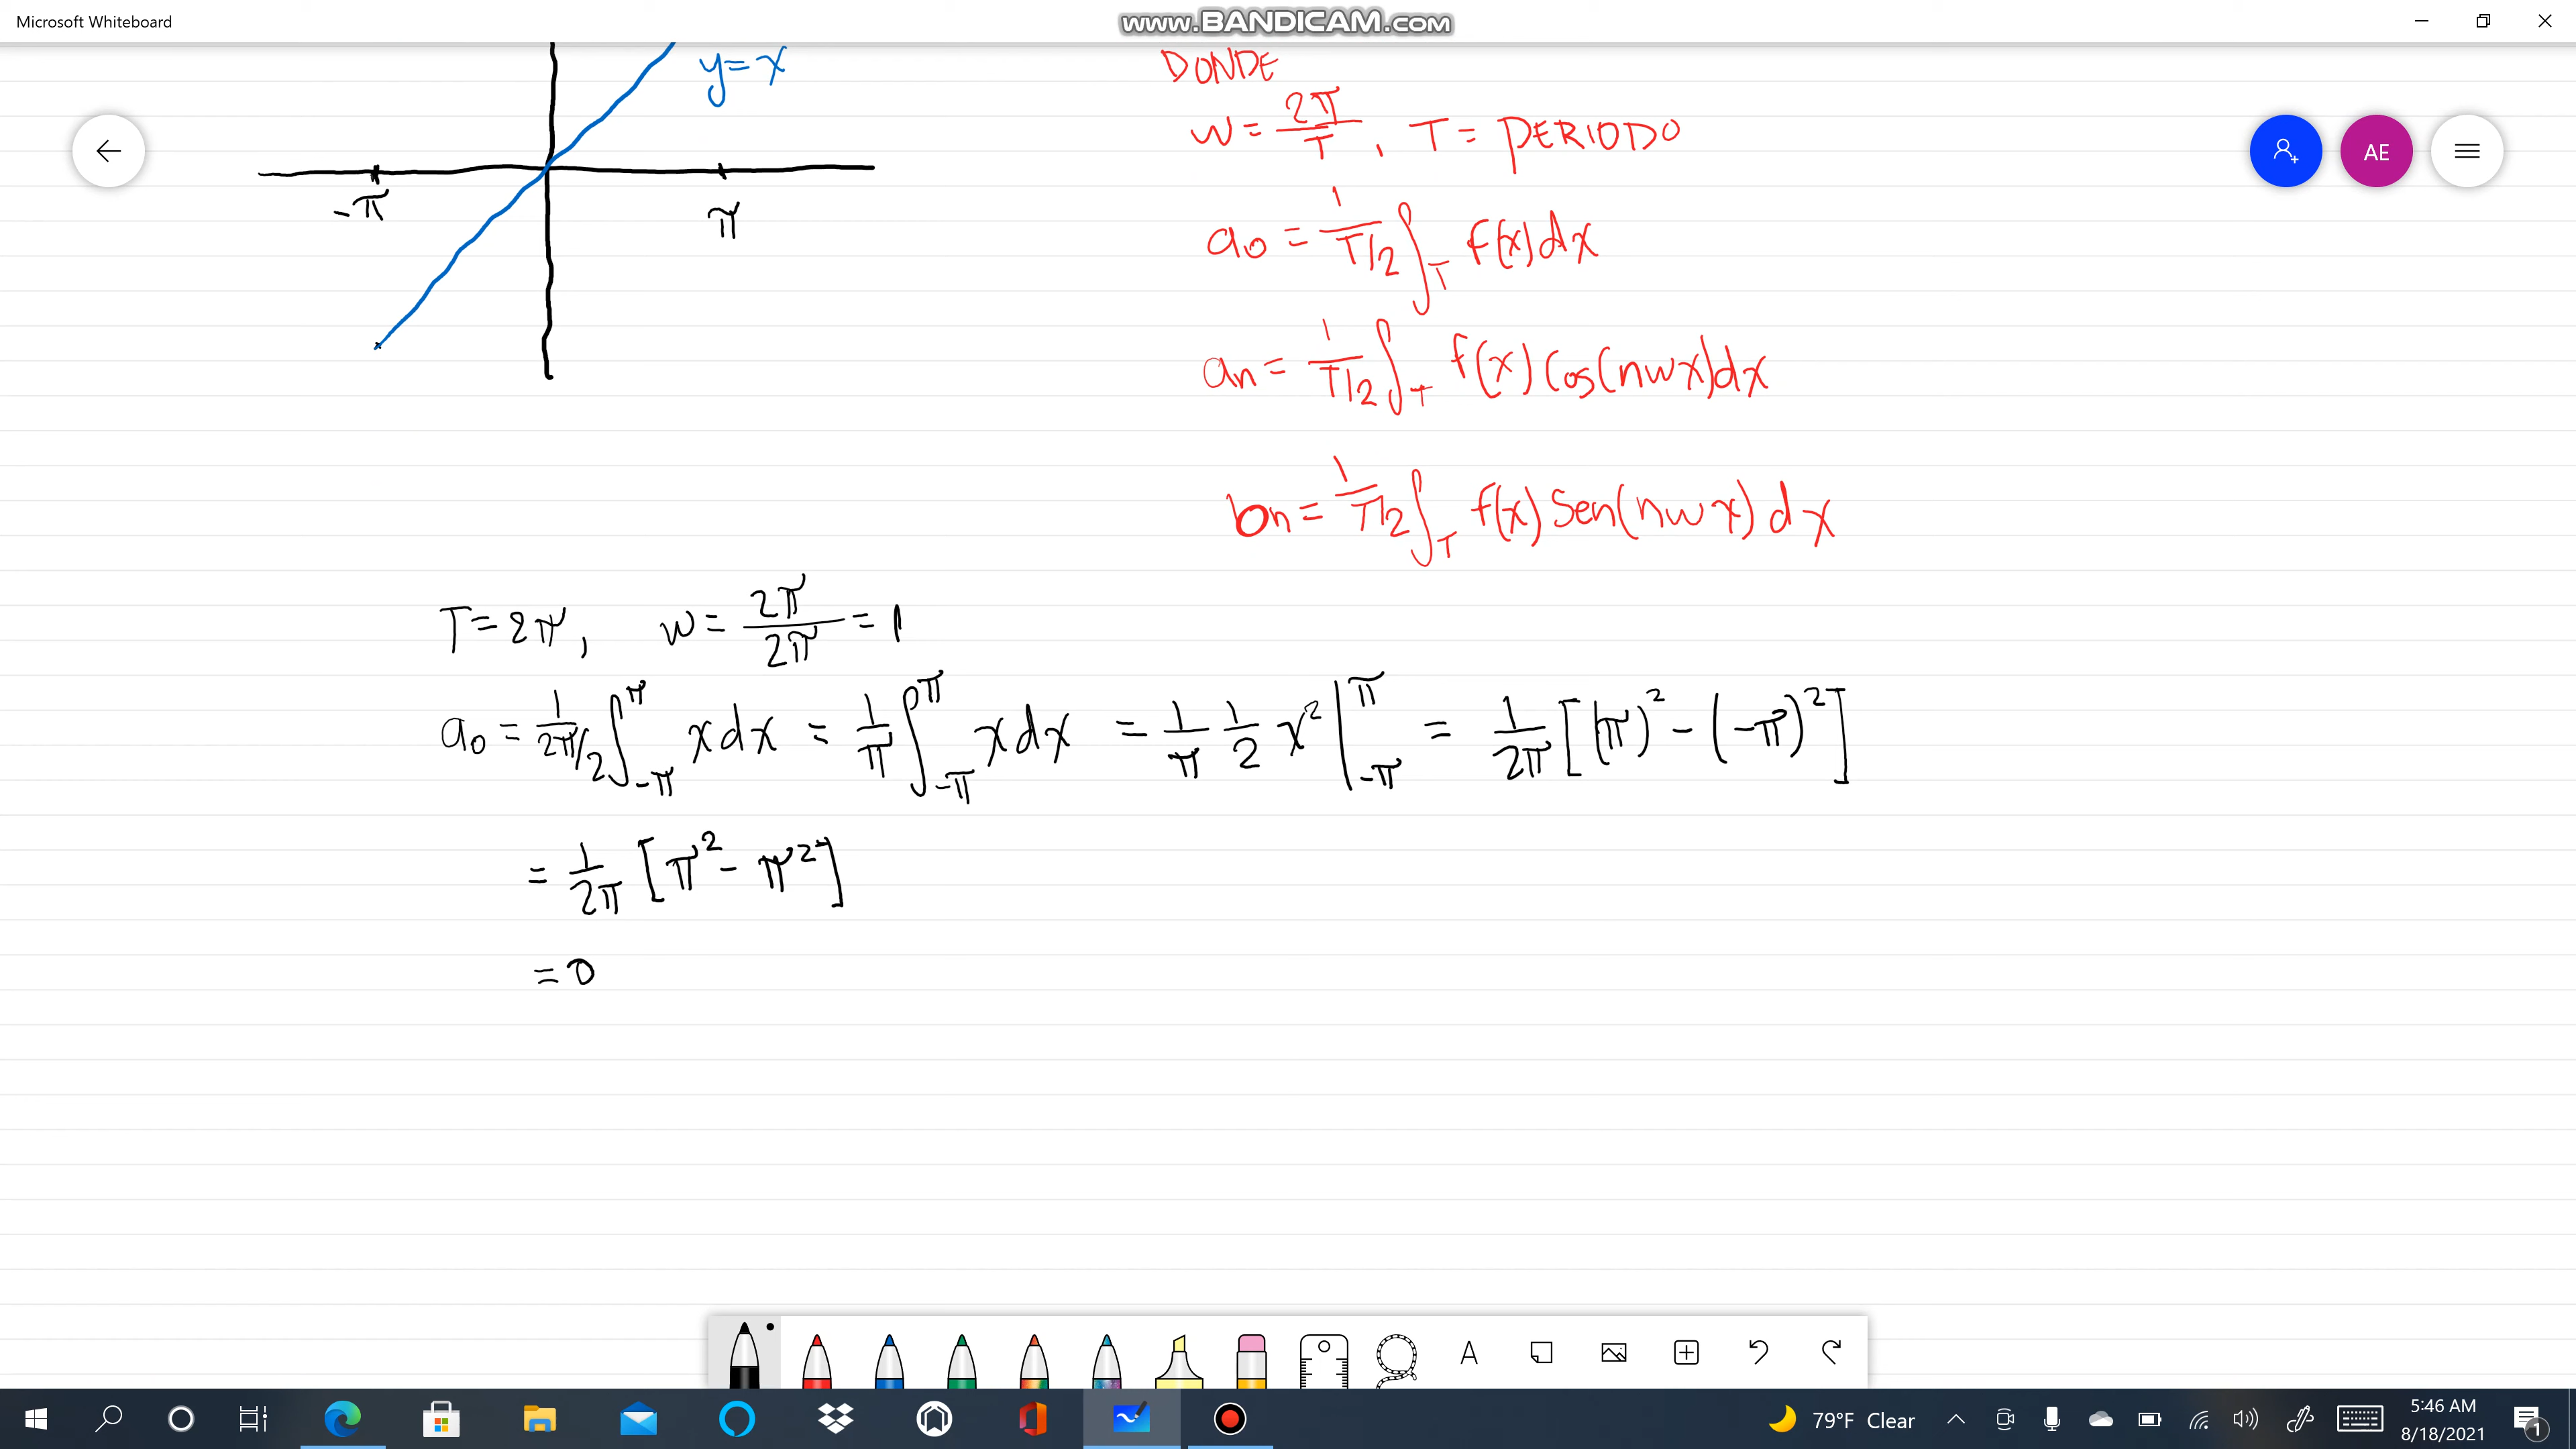 Microsoft Whiteboard
www.BANDICAM.com
y=x
-π
π
DONDE
w = 2π/T , T = PERIODO
a0 = 1/T/2 ∫T f(x)dx
an = 1/T/2 ∫T f(x) Cos(nwx)dx
bn = 1/T/2 ∫T f(x) Sen(nwx)dx
T = 2π, w = 2π/2π = 1
a0 = 1/2π/2 ∫-π^π x dx = 1/π ∫-π^π x dx = 1/π 1/2 x² |-π^π = 1/2π [(π)² - (-π)²]
= 1/2π [π² - π²]
= 0
AE
A
79°F Clear
5:46 AM
8/18/2021
1